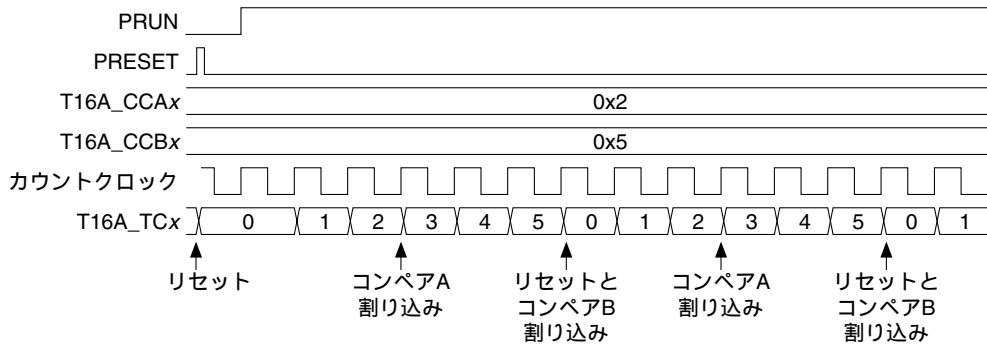 PRUN
PRESET
T16A_CCAx 0x2
T16A_CCBx 0x5
カウントクロック
T16A_TCx 0 1 2 3 4 5 0 1 2 3 4 5 0 1
リセット コンペアA リセットと コンペアA リセットと
割り込み コンペアB 割り込み コンペアB
割り込み 割り込み